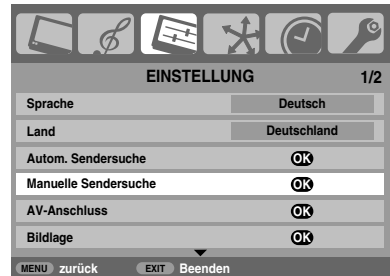 EINSTELLUNG 1/2
Sprache Deutsch
Land Deutschland
Autom. Sendersuche OK
Manuelle Sendersuche OK
AV-Anschluss OK
Bildlage OK
MENU zurück EXIT Beenden